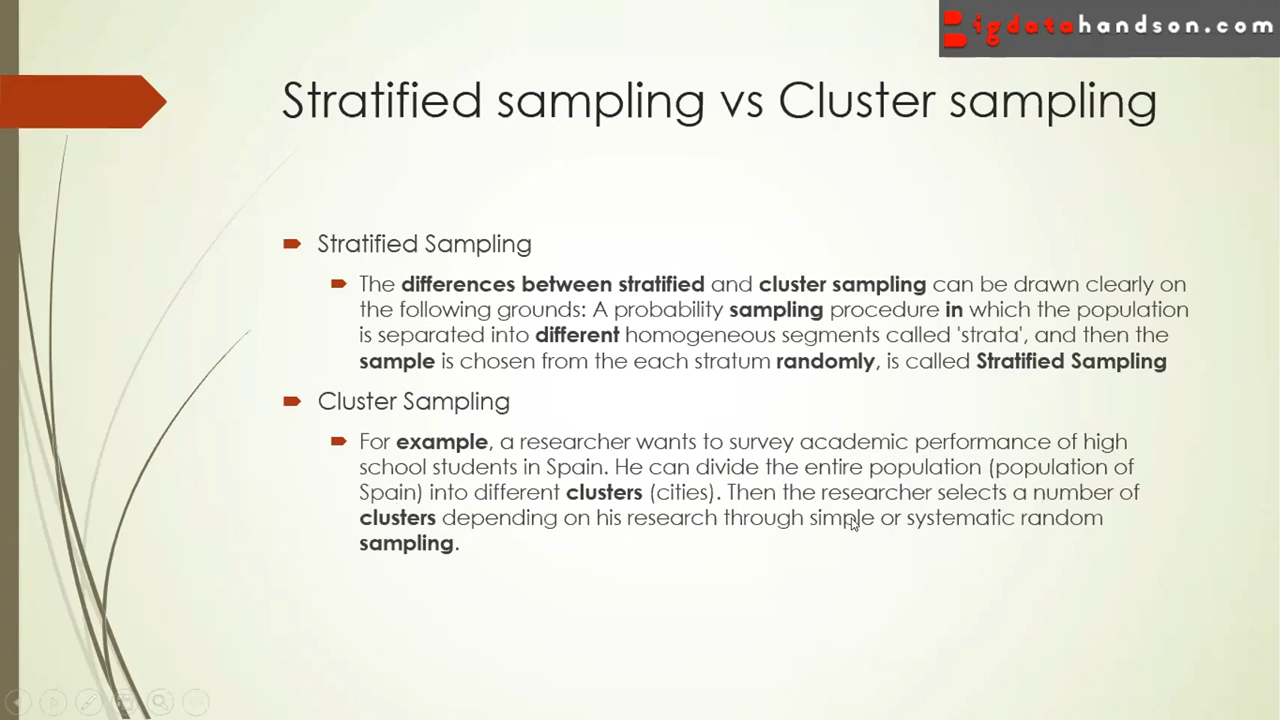 Bigdatahandson.com
Stratified sampling vs Cluster sampling
Stratified Sampling
The differences between stratified and cluster sampling can be drawn clearly on
the following grounds: A probability sampling procedure in which the population
is separated into different homogeneous segments called 'strata', and then the
sample is chosen from the each stratum randomly, is called Stratified Sampling
Cluster Sampling
For example, a researcher wants to survey academic performance of high
school students in Spain. He can divide the entire population (population of
Spain) into different clusters (cities). Then the researcher selects a number of
clusters depending on his research through simple or systematic random
sampling.